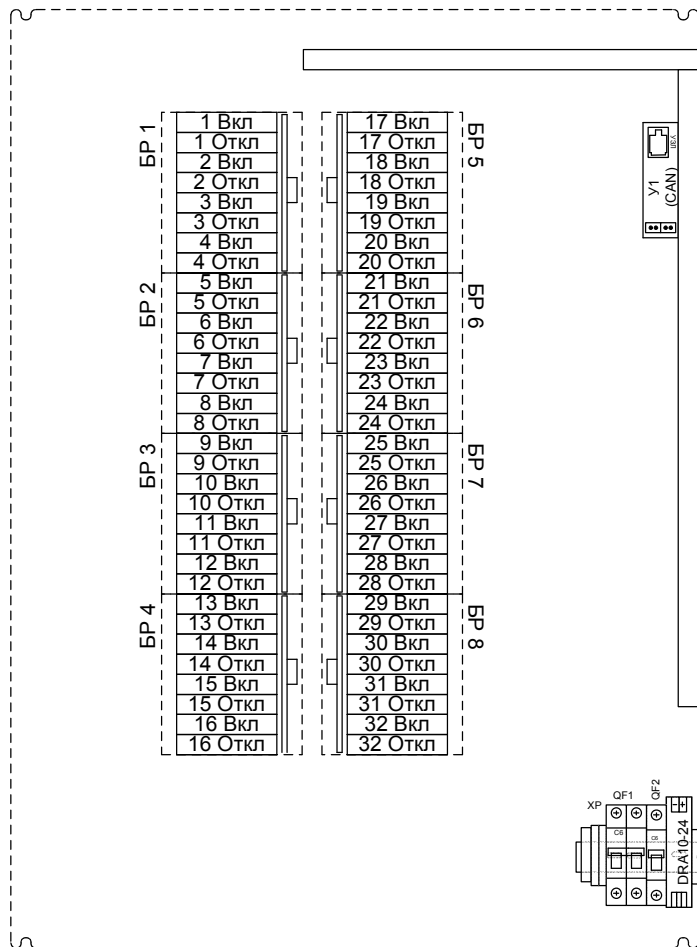 БР 1
1 Вкл
1 Откл
2 Вкл
2 Откл
3 Вкл
3 Откл
4 Вкл
4 Откл
БР 2
5 Вкл
5 Откл
6 Вкл
6 Откл
7 Вкл
7 Откл
8 Вкл
8 Откл
БР 3
9 Вкл
9 Откл
10 Вкл
10 Откл
11 Вкл
11 Откл
12 Вкл
12 Откл
БР 4
13 Вкл
13 Откл
14 Вкл
14 Откл
15 Вкл
15 Откл
16 Вкл
16 Откл
БР 5
17 Вкл
17 Откл
18 Вкл
18 Откл
19 Вкл
19 Откл
20 Вкл
20 Откл
БР 6
21 Вкл
21 Откл
22 Вкл
22 Откл
23 Вкл
23 Откл
24 Вкл
24 Откл
БР 7
25 Вкл
25 Откл
26 Вкл
26 Откл
27 Вкл
27 Откл
28 Вкл
28 Откл
БР 8
29 Вкл
29 Откл
30 Вкл
30 Откл
31 Вкл
31 Откл
32 Вкл
32 Откл
У1
(CAN)
XP
QF1
QF2
C6
C6
DRA10-24